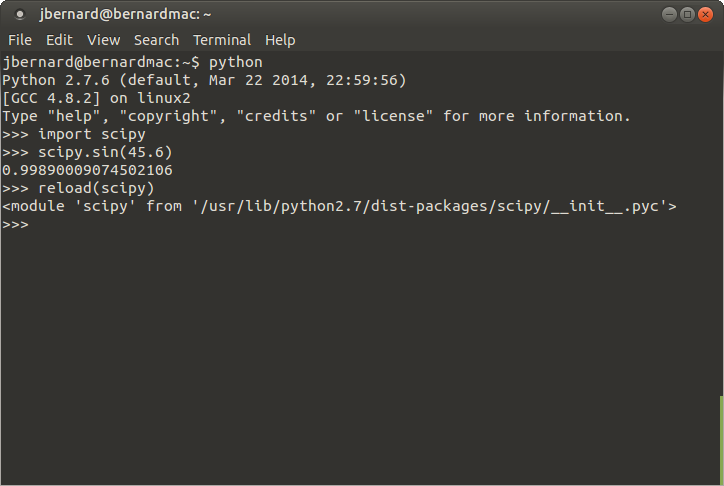 jbernard@bernardmac: ~
File Edit View Search Terminal Help
jbernard@bernardmac:~$ python
Python 2.7.6 (default, Mar 22 2014, 22:59:56)
[GCC 4.8.2] on linux2
Type "help", "copyright", "credits" or "license" for more information.
>>> import scipy
>>> scipy.sin(45.6)
0.99890009074502106
>>> reload(scipy)
<module 'scipy' from '/usr/lib/python2.7/dist-packages/scipy/__init__.pyc'>
>>>